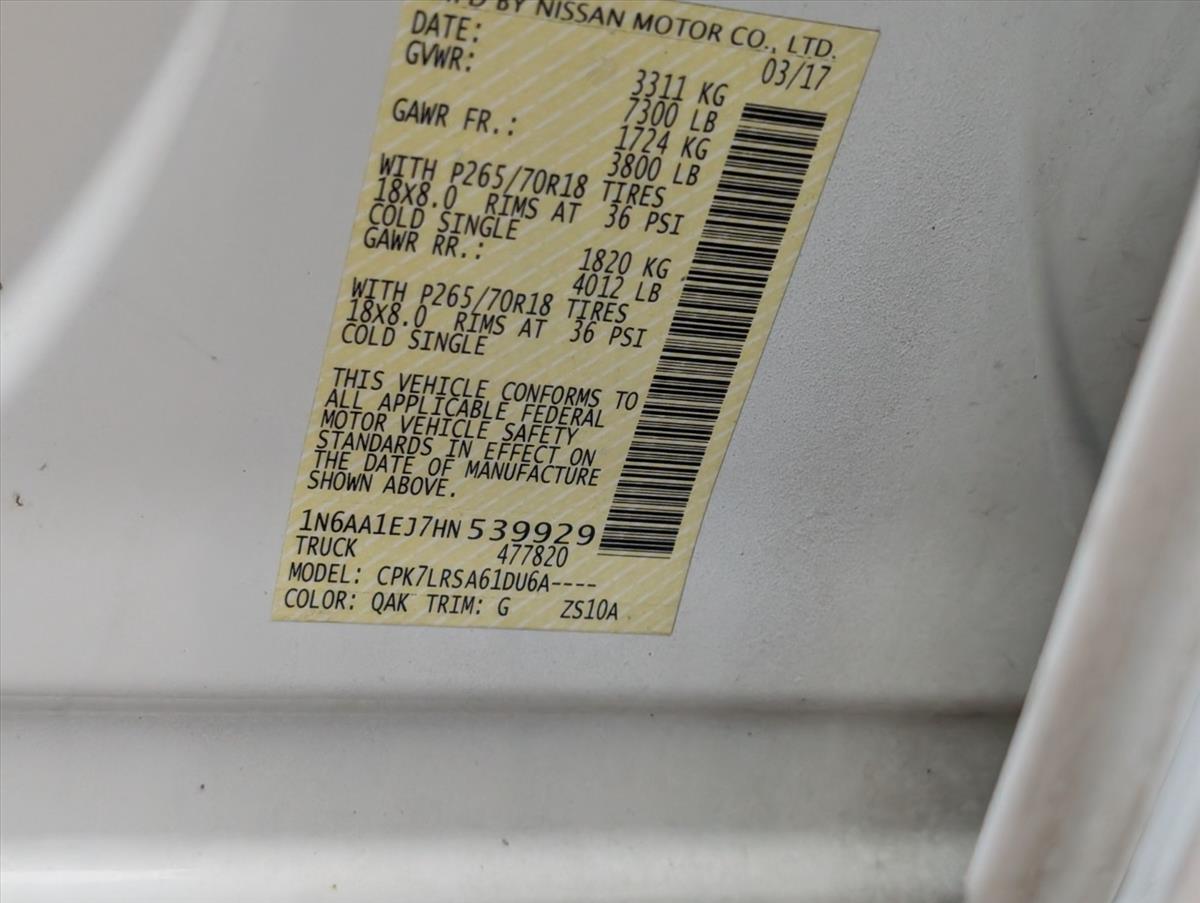 MFD BY NISSAN MOTOR CO., LTD.
DATE: 03/17
GVWR: 3311 KG
7300 LB
GAWR FR.: 1724 KG
3800 LB
WITH P265/70R18 TIRES
18X8.0 RIMS AT 36 PSI
COLD SINGLE
GAWR RR.: 1820 KG
4012 LB
WITH P265/70R18 TIRES
18X8.0 RIMS AT 36 PSI
COLD SINGLE
THIS VEHICLE CONFORMS TO
ALL APPLICABLE FEDERAL
MOTOR VEHICLE SAFETY
STANDARDS IN EFFECT ON
THE DATE OF MANUFACTURE
SHOWN ABOVE.
1N6AA1EJ7HN539929
TRUCK 477820
MODEL: CPK7LRSA61DU6A----
COLOR: QAK TRIM: G ZS10A